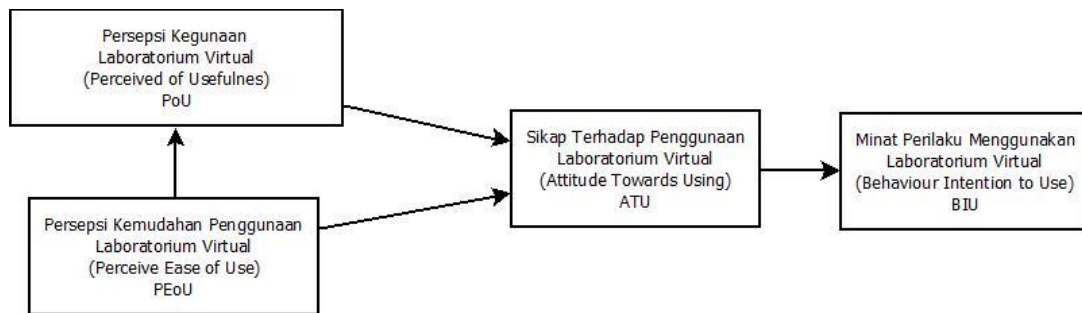 Persepsi Kegunaan
Laboratorium Virtual
(Perceived of Usefulnes)
PoU
Persepsi Kemudahan Penggunaan
Laboratorium Virtual
(Perceive Ease of Use)
PEoU
Sikap Terhadap Penggunaan
Laboratorium Virtual
(Attitude Towards Using)
ATU
Minat Perilaku Menggunakan
Laboratorium Virtual
(Behaviour Intention to Use)
BIU